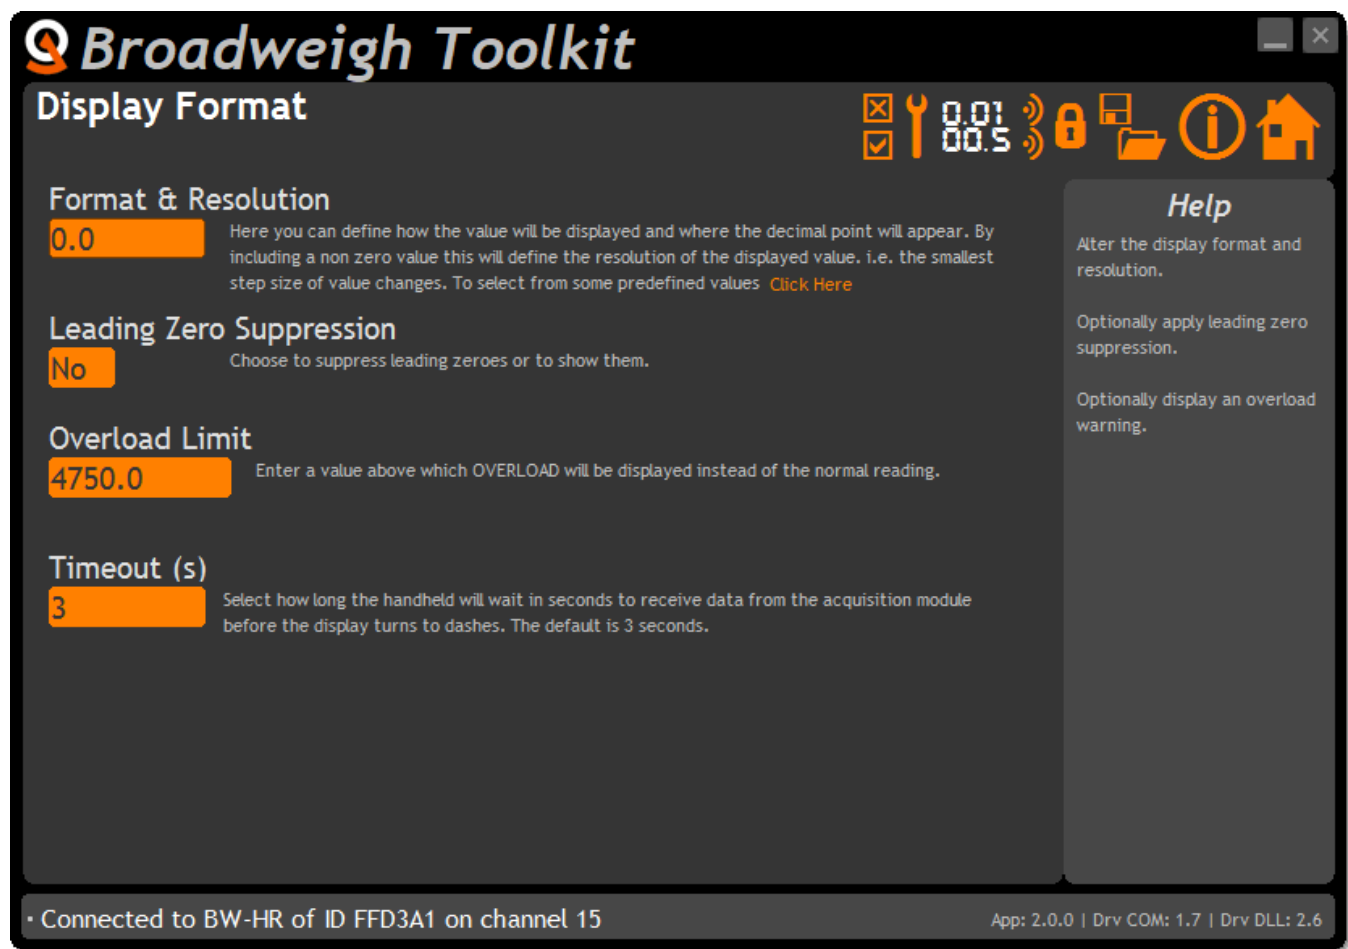 Broadweigh Toolkit
Display Format
0.01
00.5
Format & Resolution
0.0
Here you can define how the value will be displayed and where the decimal point will appear. By
including a non zero value this will define the resolution of the displayed value. i.e. the smallest
step size of value changes. To select from some predefined values Click Here
Leading Zero Suppression
No
Choose to suppress leading zeroes or to show them.
Overload Limit
4750.0
Enter a value above which OVERLOAD will be displayed instead of the normal reading.
Timeout (s)
3
Select how long the handheld will wait in seconds to receive data from the acquisition module
before the display turns to dashes. The default is 3 seconds.
Help
Alter the display format and
resolution.
Optionally apply leading zero
suppression.
Optionally display an overload
warning.
Connected to BW-HR of ID FFD3A1 on channel 15
App: 2.0.0 | Drv COM: 1.7 | Drv DLL: 2.6